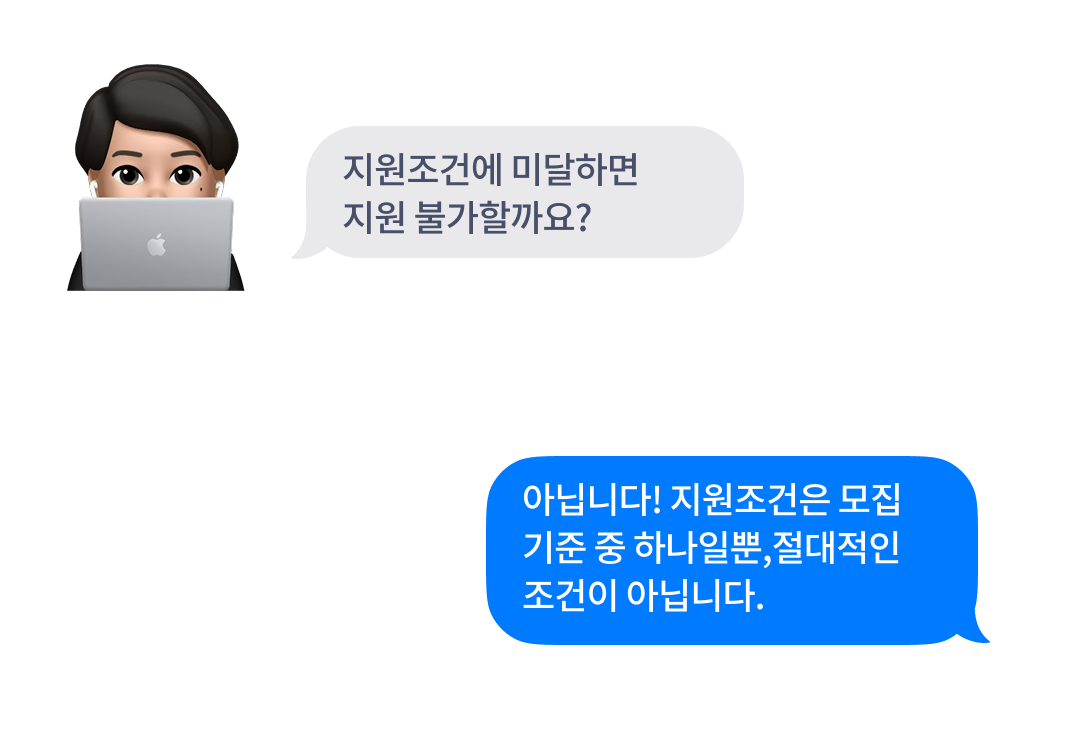 지원조건에 미달하면
지원 불가할까요?
아닙니다! 지원조건은 모집
기준 중 하나일뿐,절대적인
조건이 아닙니다.